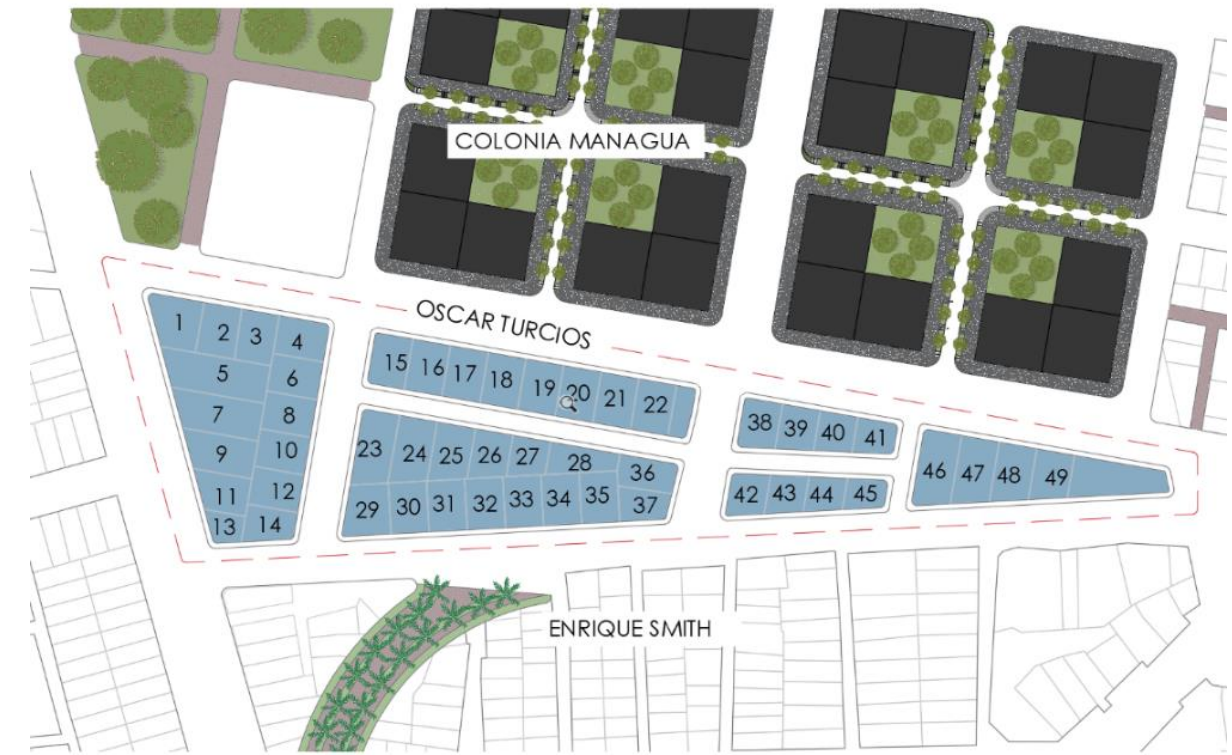 COLONIA MANAGUA
OSCAR TURCIOS
1 2 3 4
5 6
7 8
9 10
11 12
13 14
15 16 17 18 19 20 21 22
23 24 25 26 27 28 36
29 30 31 32 33 34 35 37
38 39 40 41
42 43 44 45
46 47 48 49
ENRIQUE SMITH